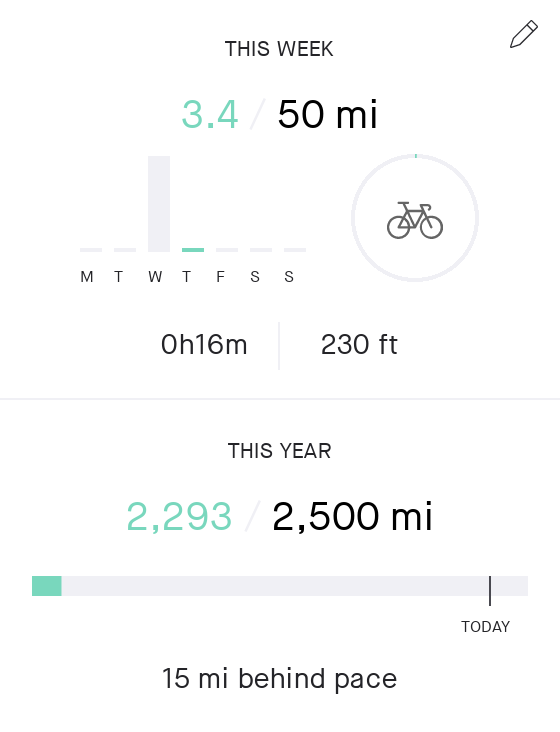 THIS WEEK
3.4 / 50 mi
M T W T F S S
0h16m 230 ft
THIS YEAR
2,293 / 2,500 mi
TODAY
15 mi behind pace